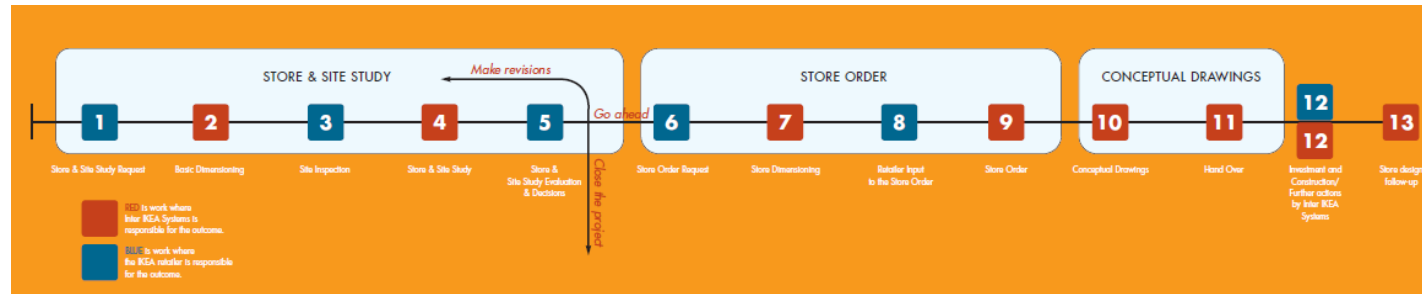 STORE & SITE STUDY
Make revisions
Go ahead
Close the project
STORE ORDER
CONCEPTUAL DRAWINGS
1
2
3
4
5
6
7
8
9
10
11
12
12
13
Store & Site Study Request
Basic Dimensioning
Site Inspection
Store & Site Study
Store &
Site Study Evaluation
& Decisions
Store Order Request
Store Dimensioning
Retailer Input
to the Store Order
Store Order
Conceptual Drawings
Hand Over
Investment and
Construction/
Further actions
by Inter IKEA
Systems
Store design
follow-up
RED is work where
Inter IKEA Systems is
responsible for the outcome.
BLUE is work where
the IKEA retailer is responsible
for the outcome.